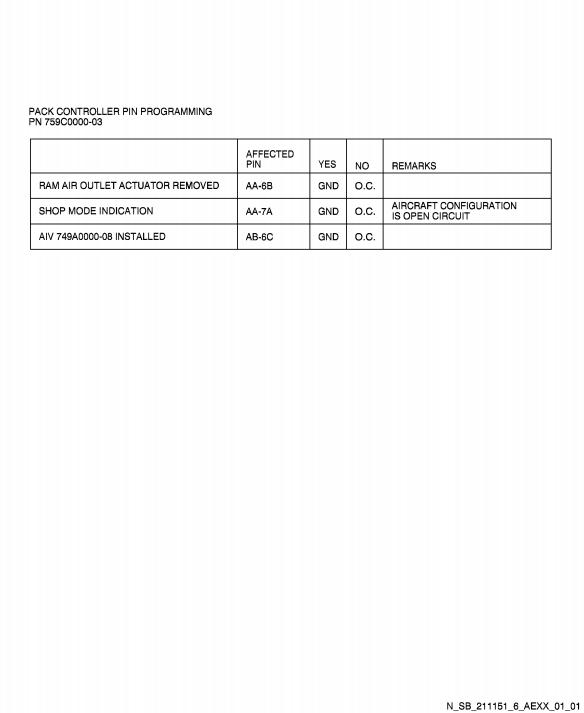 PACK CONTROLLER PIN PROGRAMMING
PN 759C0000-03
AFFECTED
PIN YES NO REMARKS
RAM AIR OUTLET ACTUATOR REMOVED AA-6B GND O.C.
SHOP MODE INDICATION AA-7A GND O.C. AIRCRAFT CONFIGURATION
IS OPEN CIRCUIT
AIV 749A0000-08 INSTALLED AB-6C GND O.C.
N_SB_211151_6_AEXX_01_01